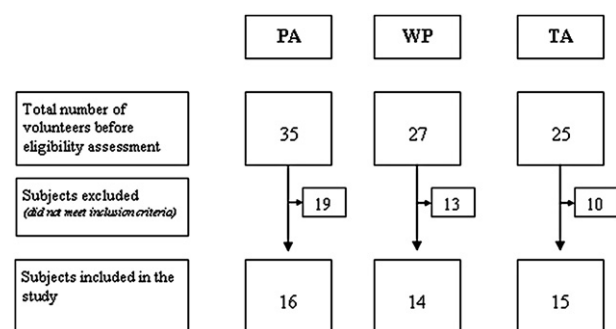 PA WP TA
Total number of
volunteers before
eligibility assessment
35 27 25
Subjects excluded
(did not meet inclusion criteria)
19 13 10
Subjects included in the
study
16 14 15